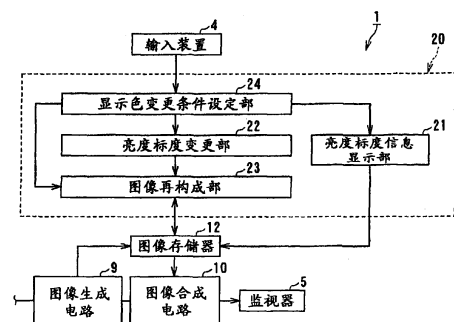 4
1
输入装置
20
24
显示色变更条件设定部
22
21
亮度标度变更部
亮度标度信息
显示部
23
图像再构成部
12
图像存储器
9
10
5
图像生成
电路
图像合成
电路
监视器